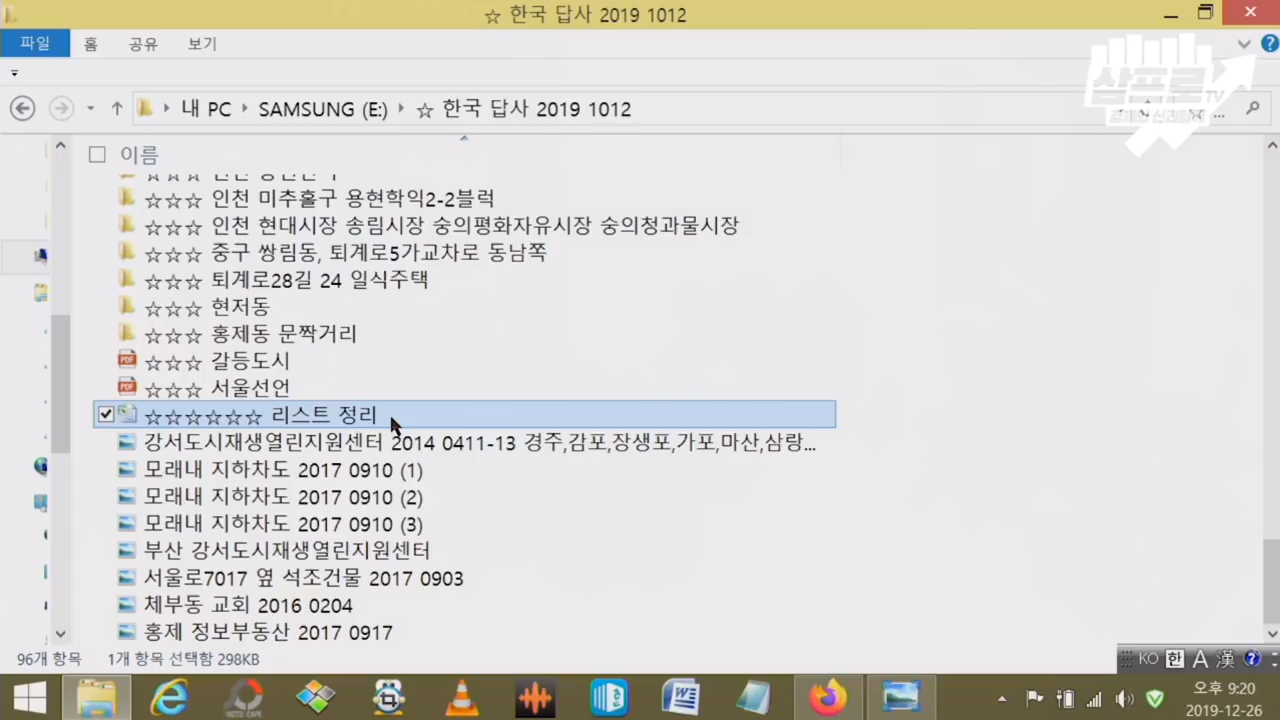 ☆ 한국 답사 2019 1012
파일 홈 공유 보기
삼프로TV
내 PC SAMSUNG (E:) ☆ 한국 답사 2019 1012
이름
☆☆☆ 인천 미추홀구 용현학익2-2블럭
☆☆☆ 인천 현대시장 송림시장 숭의평화자유시장 숭의청과물시장
☆☆☆ 중구 쌍림동, 퇴계로5가교차로 동남쪽
☆☆☆ 퇴계로28길 24 일식주택
☆☆☆ 현저동
☆☆☆ 홍제동 문짝거리
PDF ☆☆☆ 갈등도시
PDF ☆☆☆ 서울선언
☆☆☆☆☆☆ 리스트 정리
강서도시재생열린지원센터 2014 0411-13 경주,감포,장생포,가포,마산,삼랑...
모래내 지하차도 2017 0910 (1)
모래내 지하차도 2017 0910 (2)
모래내 지하차도 2017 0910 (3)
부산 강서도시재생열린지원센터
서울로7017 옆 석조건물 2017 0903
체부동 교회 2016 0204
홍제 정보부동산 2017 0917
96개 항목 1개 항목 선택함 298KB
KO 한 A 漢
오후 9:20
2019-12-26